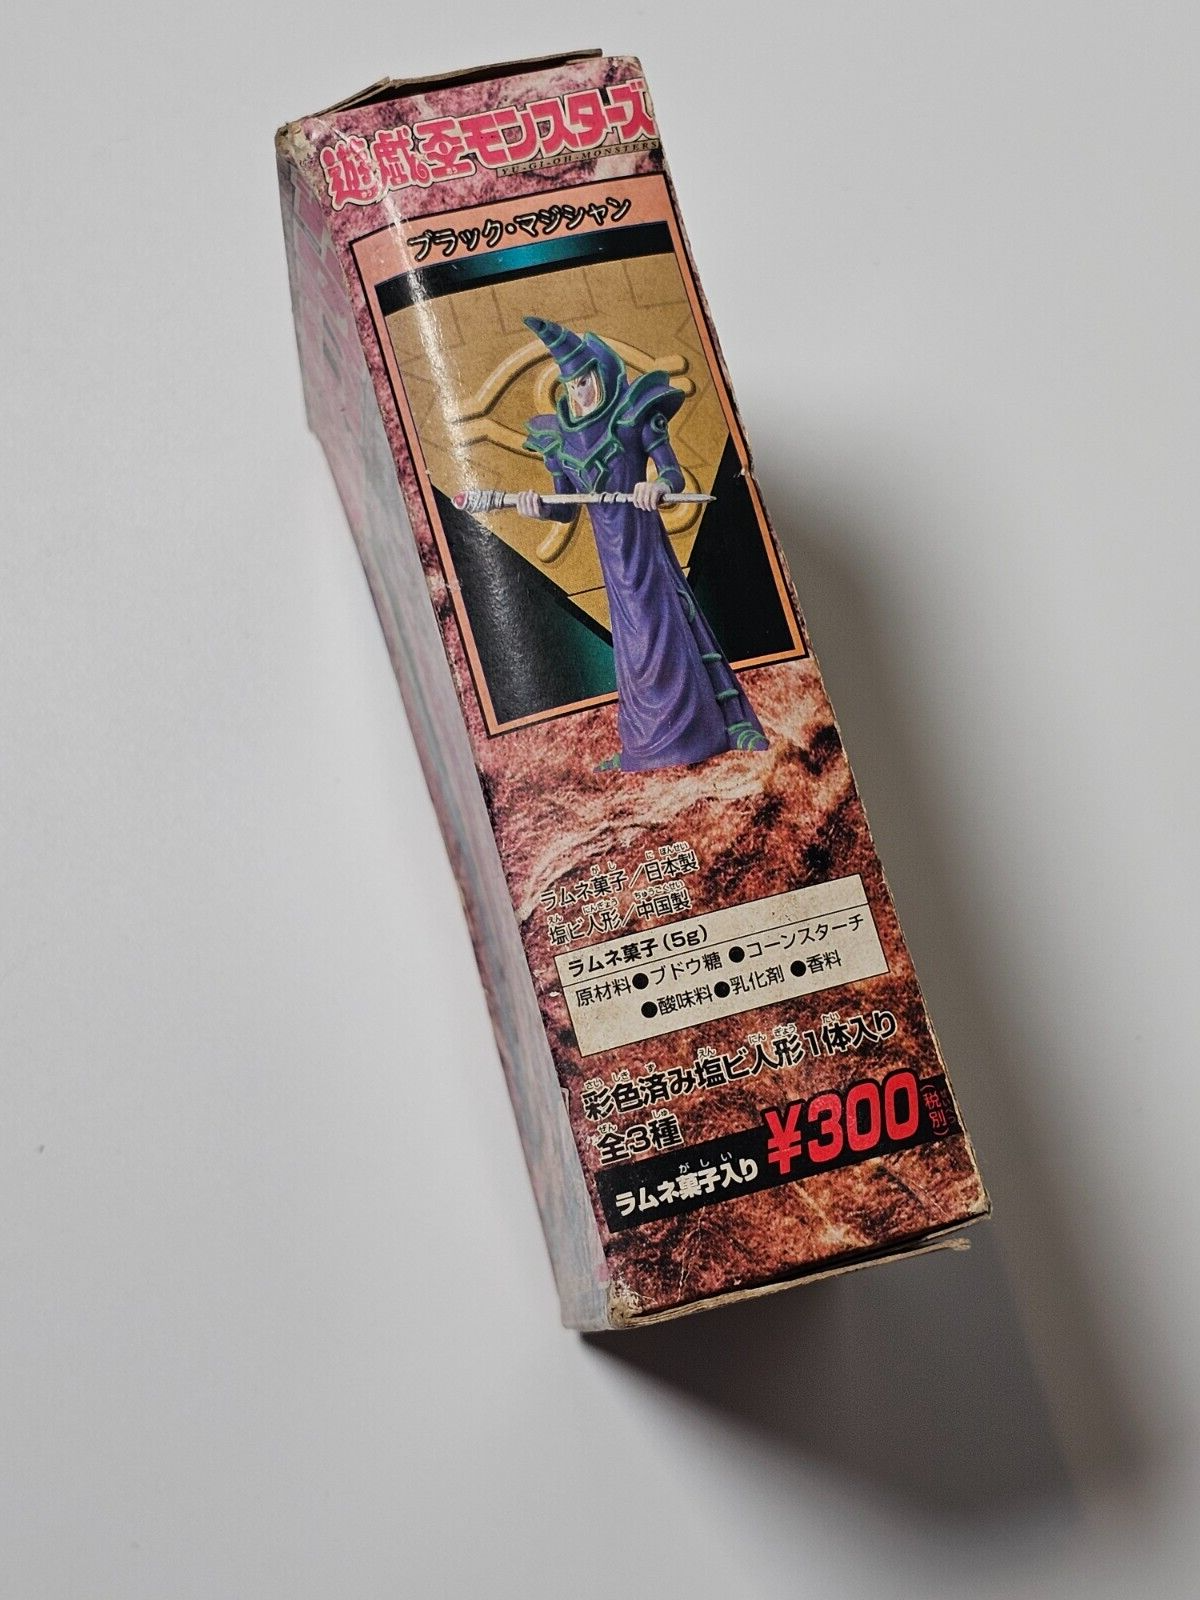 遊戯王モンスターズ
YU-GI-OH-MONSTERS
ブラック・マジシャン
ラムネ菓子/日本製
塩ビ人形/中国製
ラムネ菓子(5g)
原材料●ブドウ糖 ●コーンスターチ
●酸味料●乳化剤 ●香料
彩色済み塩ビ人形1体入り
全3種
ラムネ菓子入り ¥300(税別)